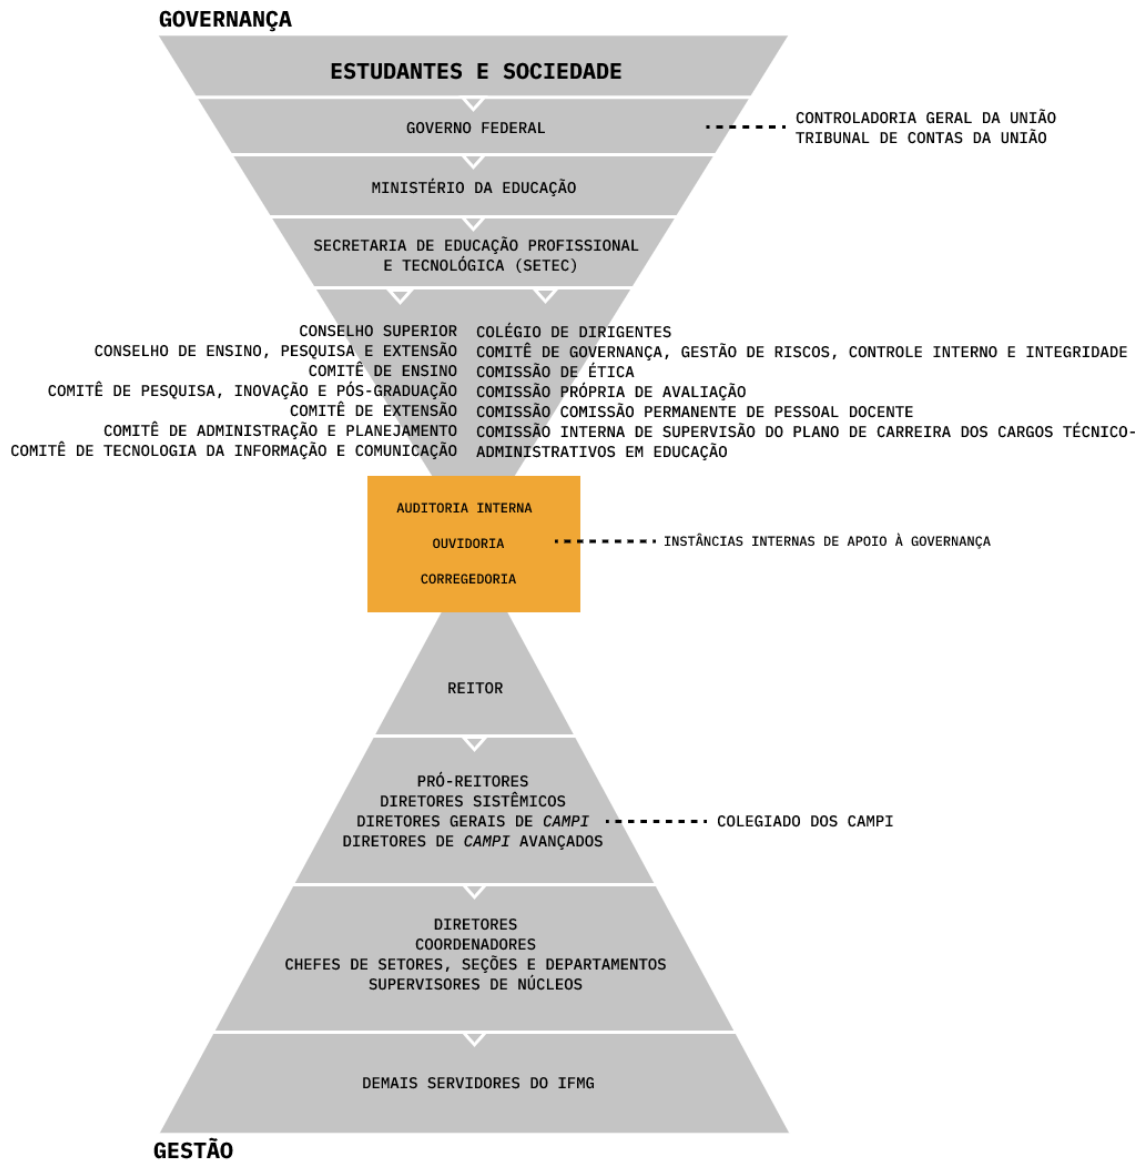 GOVERNANÇA
ESTUDANTES E SOCIEDADE
GOVERNO FEDERAL
CONTROLADORIA GERAL DA UNIÃO
TRIBUNAL DE CONTAS DA UNIÃO
MINISTÉRIO DA EDUCAÇÃO
SECRETARIA DE EDUCAÇÃO PROFISSIONAL
E TECNOLÓGICA (SETEC)
CONSELHO SUPERIOR
CONSELHO DE ENSINO, PESQUISA E EXTENSÃO
COMITÊ DE ENSINO
COMITÊ DE PESQUISA, INOVAÇÃO E PÓS-GRADUAÇÃO
COMITÊ DE EXTENSÃO
COMITÊ DE ADMINISTRAÇÃO E PLANEJAMENTO
COMITÊ DE TECNOLOGIA DA INFORMAÇÃO E COMUNICAÇÃO
COLÉGIO DE DIRIGENTES
COMITÊ DE GOVERNANÇA, GESTÃO DE RISCOS, CONTROLE INTERNO E INTEGRIDADE
COMISSÃO DE ÉTICA
COMISSÃO PRÓPRIA DE AVALIAÇÃO
COMISSÃO COMISSÃO PERMANENTE DE PESSOAL DOCENTE
COMISSÃO INTERNA DE SUPERVISÃO DO PLANO DE CARREIRA DOS CARGOS TÉCNICO-
ADMINISTRATIVOS EM EDUCAÇÃO
AUDITORIA INTERNA
OUVIDORIA
CORREGEDORIA
INSTÂNCIAS INTERNAS DE APOIO À GOVERNANÇA
REITOR
PRÓ-REITORES
DIRETORES SISTÊMICOS
DIRETORES GERAIS DE CAMPI
DIRETORES DE CAMPI AVANÇADOS
COLEGIADO DOS CAMPI
DIRETORES
COORDENADORES
CHEFES DE SETORES, SEÇÕES E DEPARTAMENTOS
SUPERVISORES DE NÚCLEOS
DEMAIS SERVIDORES DO IFMG
GESTÃO